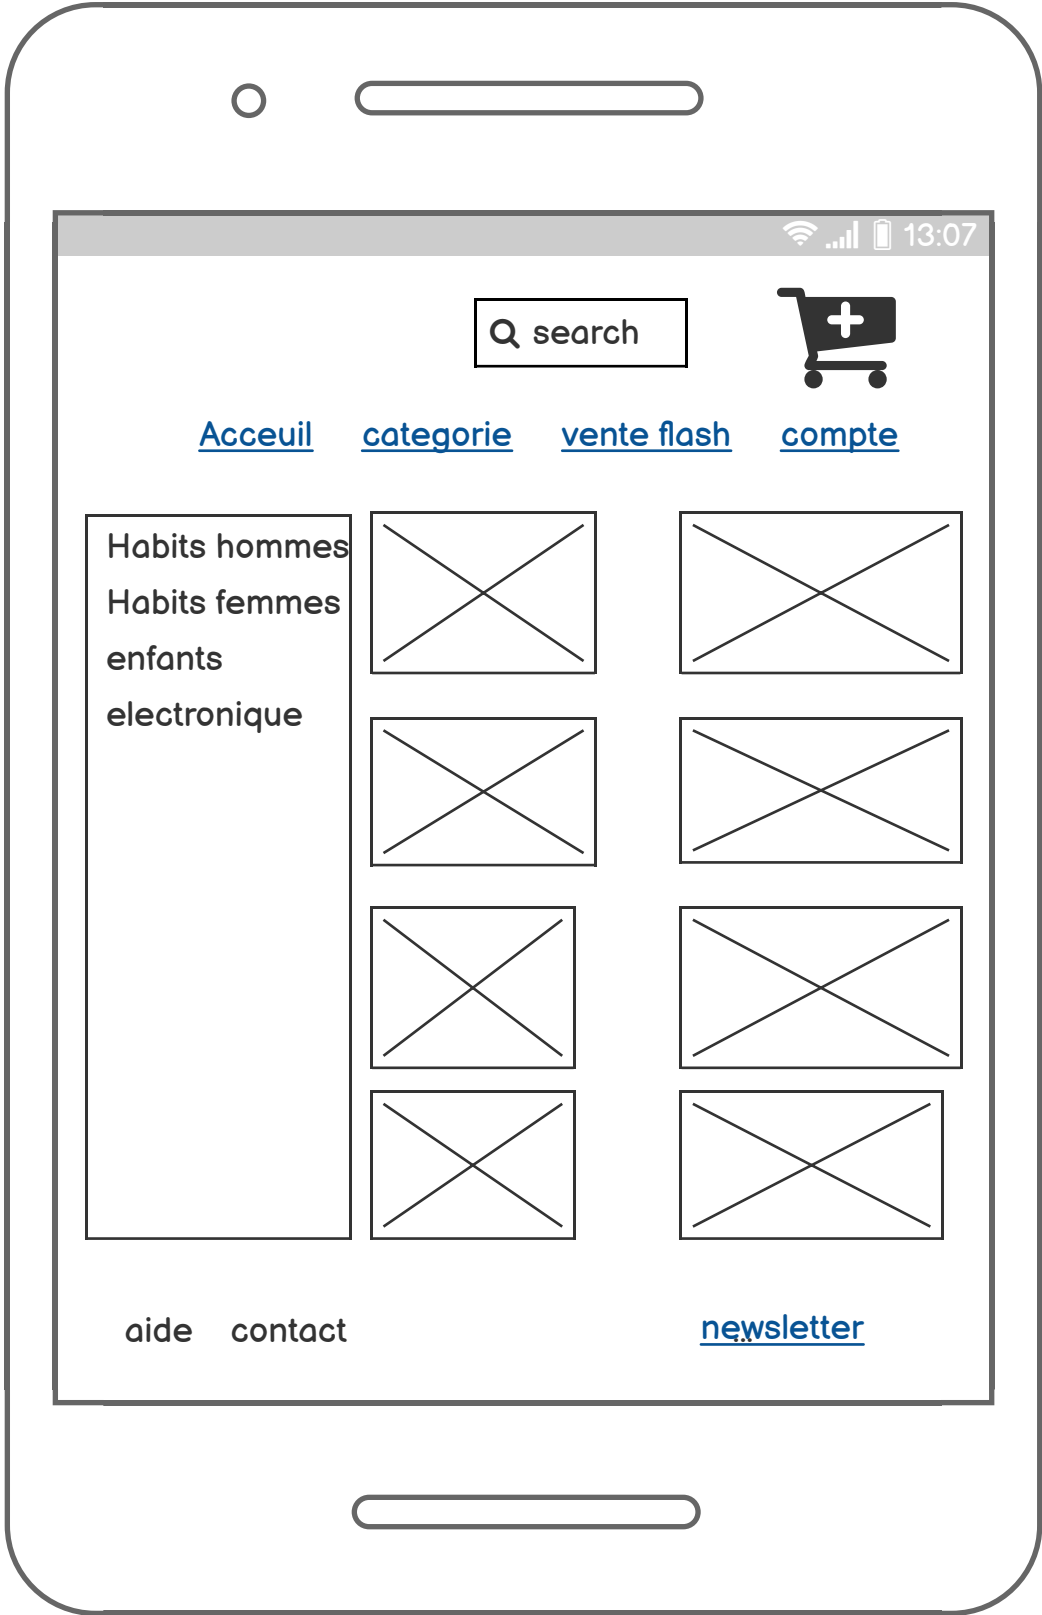 13:07
search
Acceuil categorie vente flash compte
Habits hommes
Habits femmes
enfants
electronique
aide contact newsletter
...